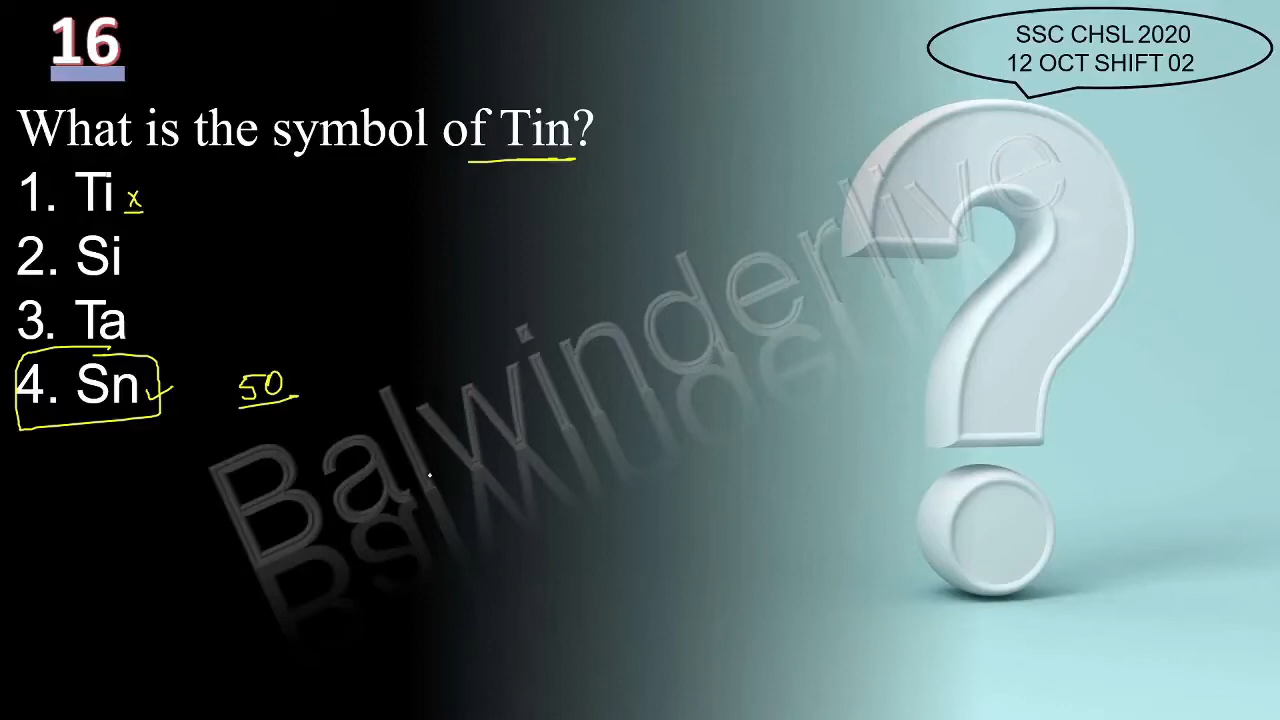 16
SSC CHSL 2020
12 OCT SHIFT 02
What is the symbol of Tin?
1. Ti x
2. Si
3. Ta
4. Sn ✓ 50
Balwinderlive